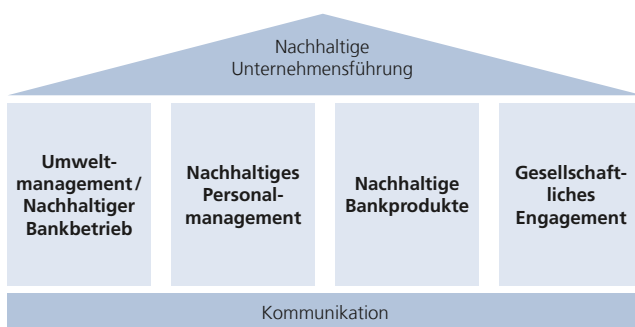 Nachhaltige
Unternehmensführung
Umwelt-
management /
Nachhaltiger
Bankbetrieb
Nachhaltiges
Personal-
management
Nachhaltige
Bankprodukte
Gesellschaft-
liches
Engagement
Kommunikation